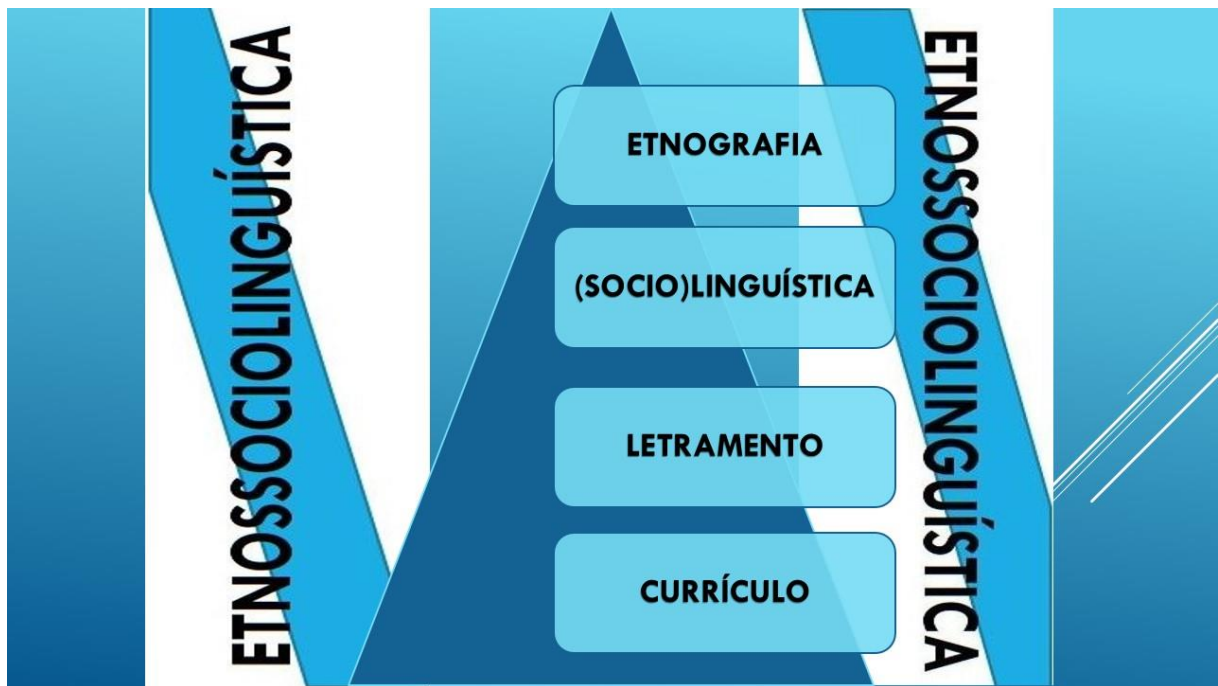 ETNOSSOCIOLINGUÍSTICA
ETNOGRAFIA
(SOCIO)LINGUÍSTICA
LETRAMENTO
CURRÍCULO
ETNOSSOCIOLINGUÍSTICA